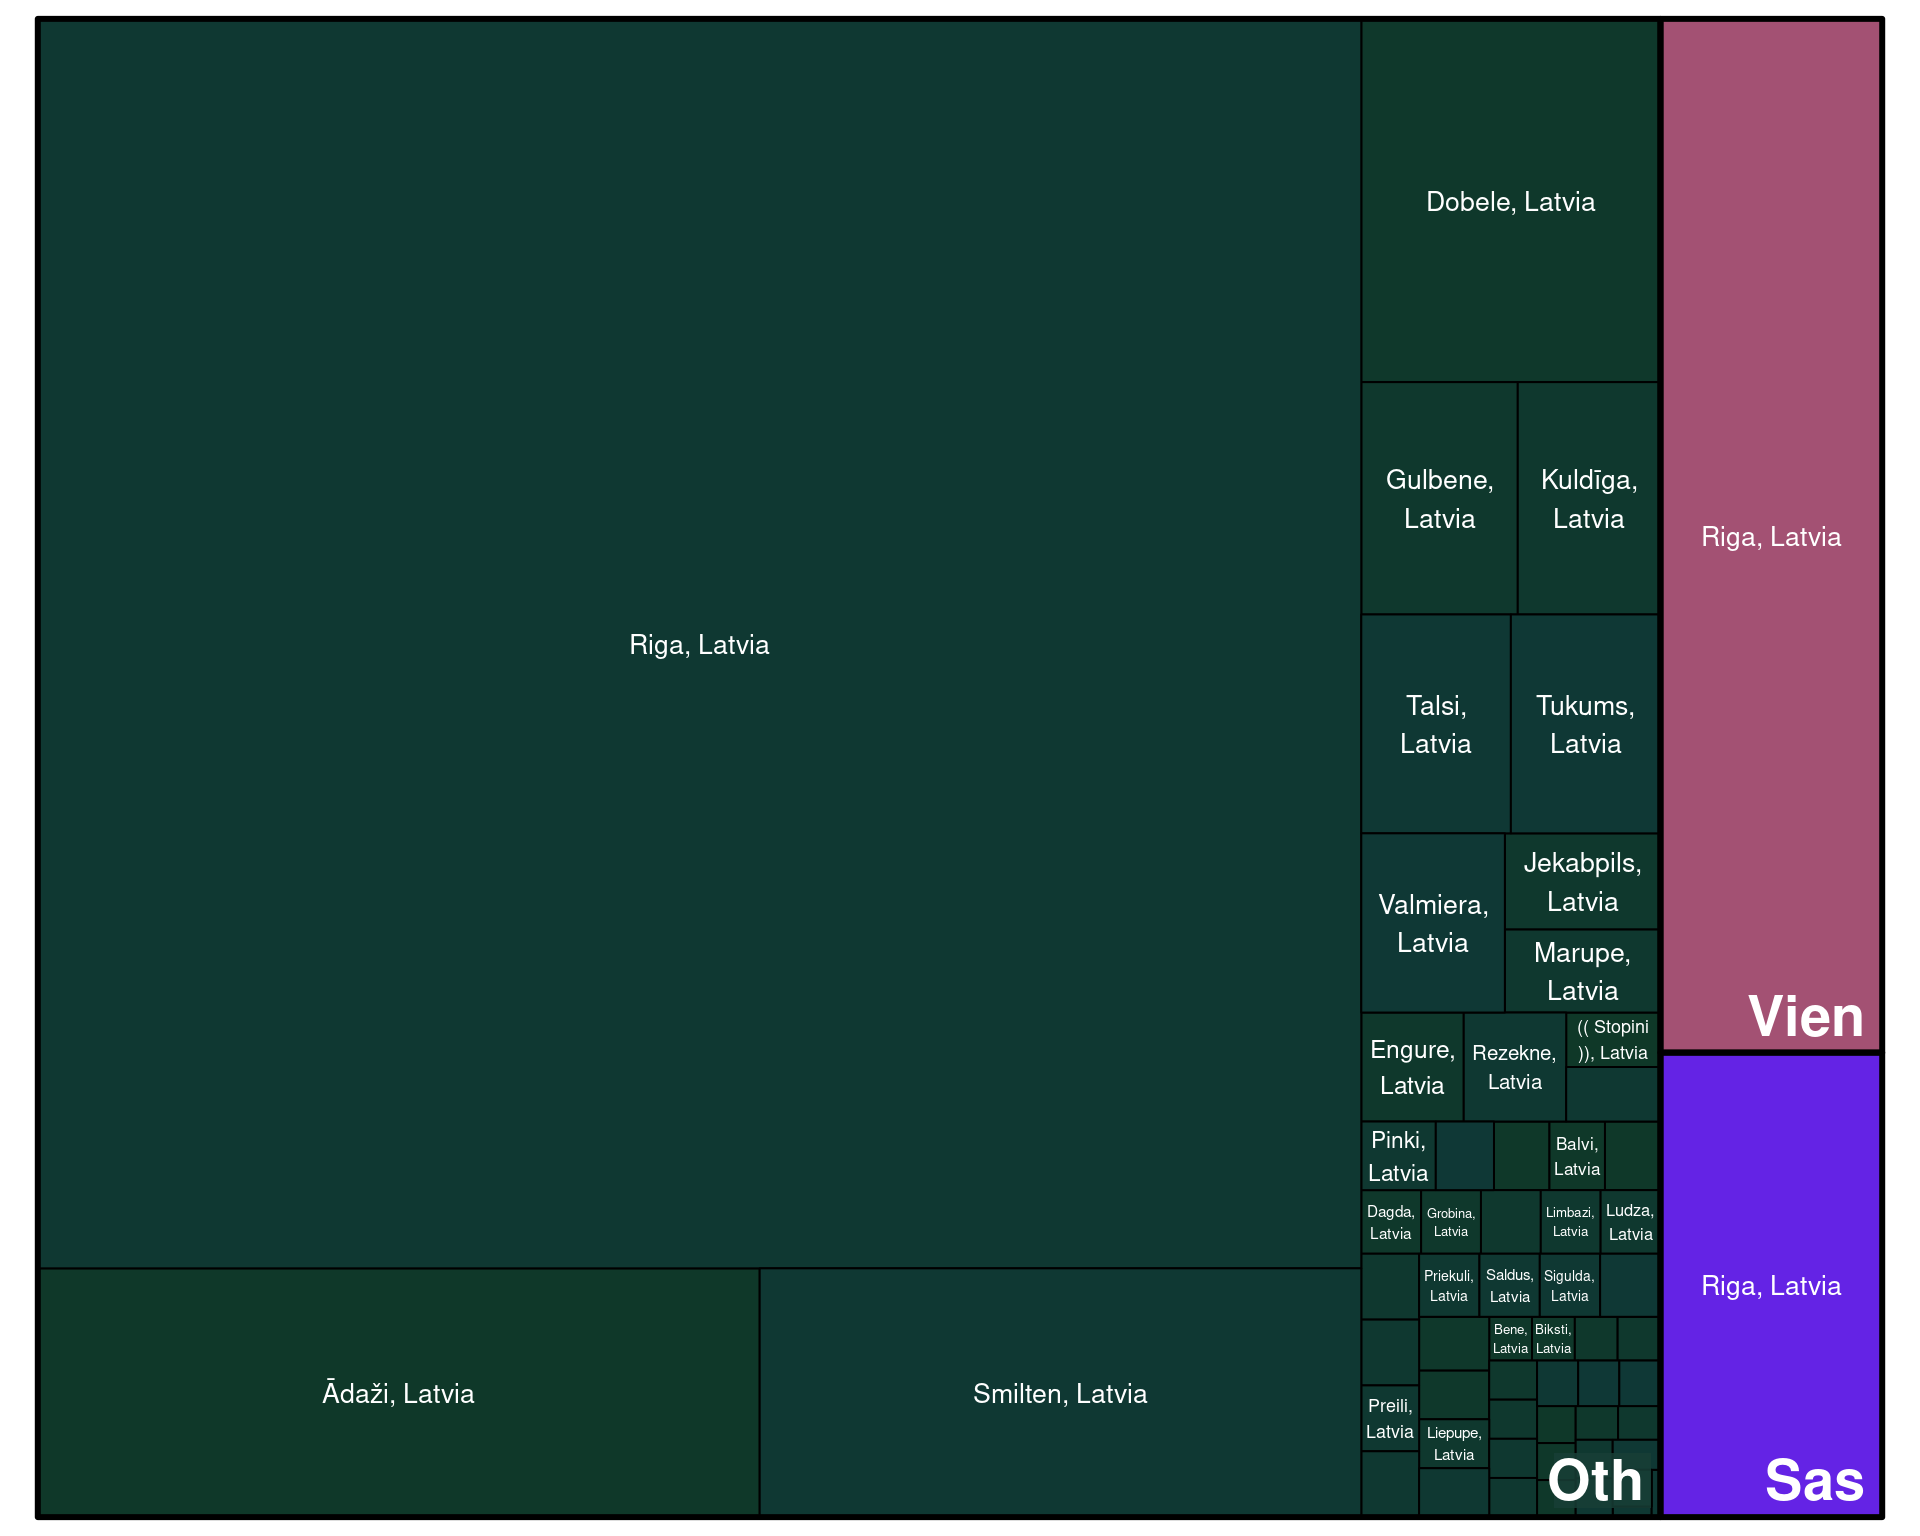 Riga, Latvia
Ādaži, Latvia
Smilten, Latvia
Dobele, Latvia
Gulbene,
Latvia
Kuldīga,
Latvia
Talsi,
Latvia
Tukums,
Latvia
Valmiera,
Latvia
Jekabpils,
Latvia
Marupe,
Latvia
Engure,
Latvia
Rezekne,
Latvia
(( Stopini
)), Latvia
Pinki,
Latvia
Balvi,
Latvia
Dagda,
Latvia
Grobina,
Latvia
Limbazi,
Latvia
Ludza,
Latvia
Priekuli,
Latvia
Saldus,
Latvia
Sigulda,
Latvia
Bene,
Latvia
Biksti,
Latvia
Preili,
Latvia
Liepupe,
Latvia
Oth
Riga, Latvia
Vien
Riga, Latvia
Sas